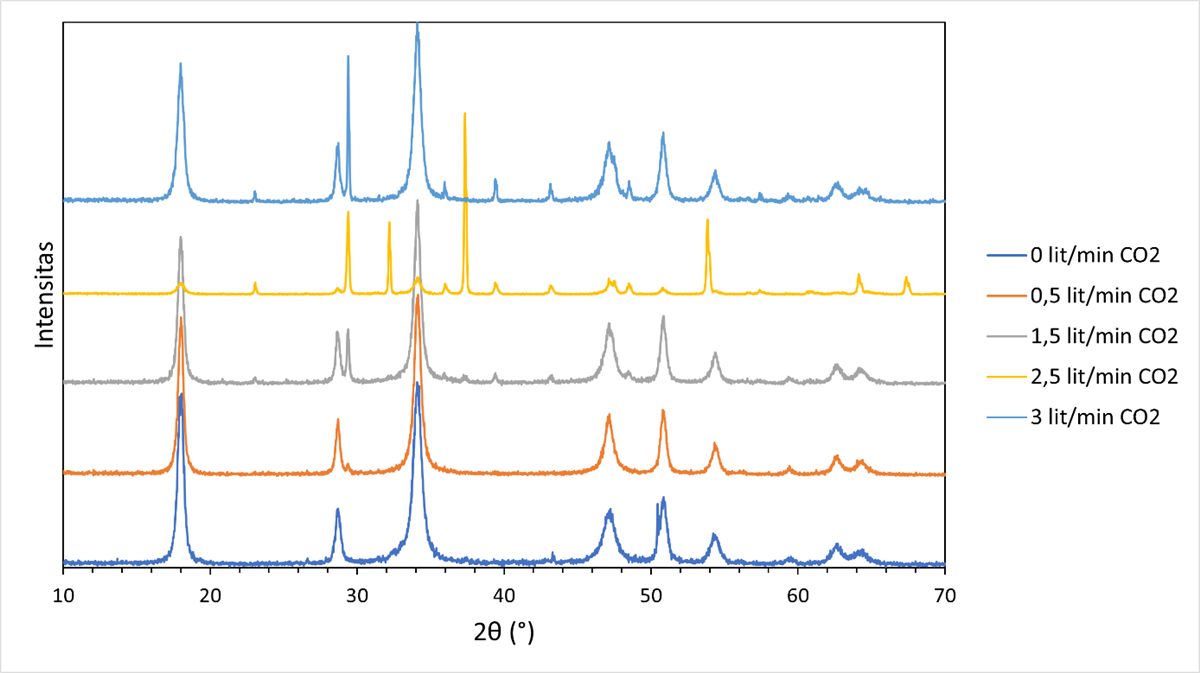 Intensitas
10 20 30 40 50 60 70
2θ (°)
0 lit/min CO2
0,5 lit/min CO2
1,5 lit/min CO2
2,5 lit/min CO2
3 lit/min CO2